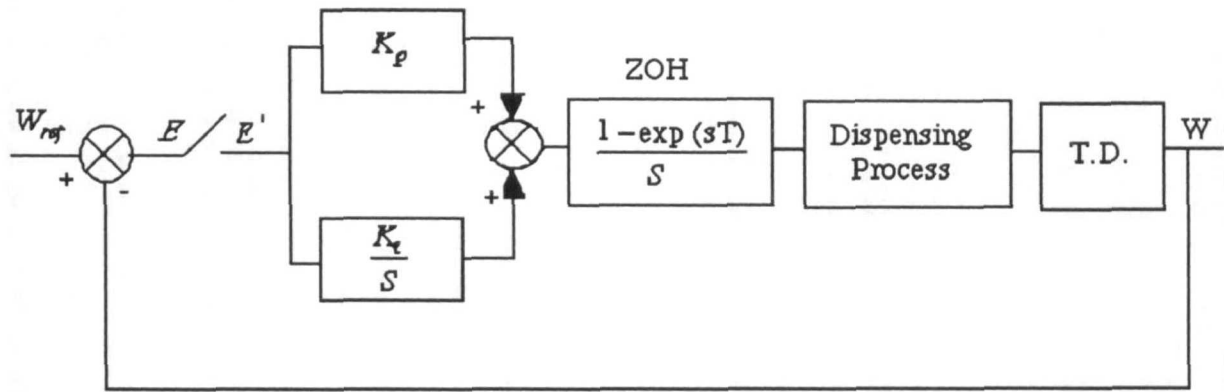 K_p
ZOH
W_ref
E
E'
+
1 - exp (sT)
S
Dispensing
Process
T.D.
W
+
-
+
K_i
S